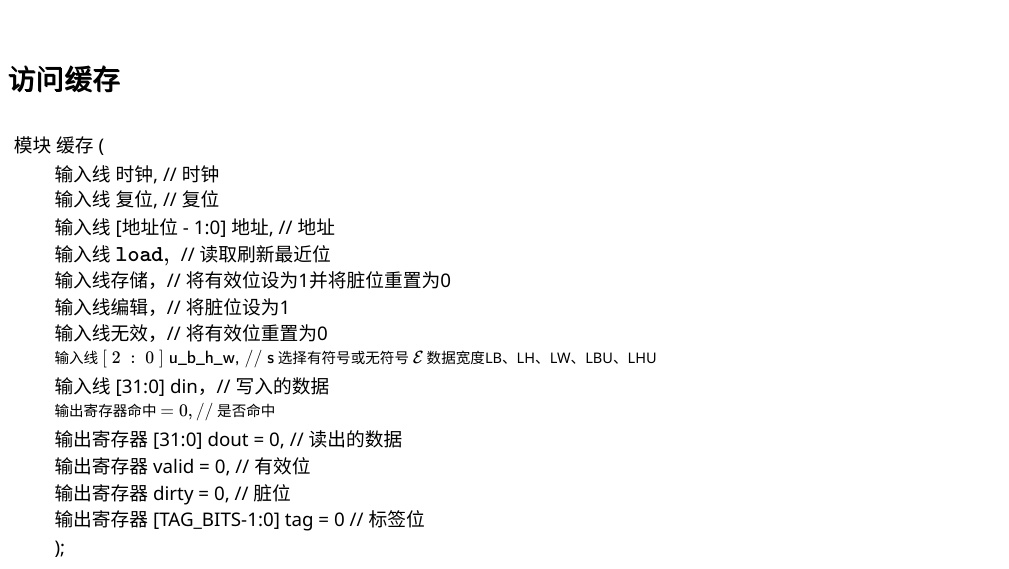 访问缓存
模块 缓存 (
输入线 时钟, // 时钟
输入线 复位, // 复位
输入线 [地址位 - 1:0] 地址, // 地址
输入线 load, // 读取刷新最近位
输入线存储，// 将有效位设为1并将脏位重置为0
输入线编辑，// 将脏位设为1
输入线无效，// 将有效位重置为0
输入线 [ 2 : 0 ] u_b_h_w, // s 选择有符号或无符号 ℰ 数据宽度LB、LH、LW、LBU、LHU
输入线 [31:0] din，// 写入的数据
输出寄存器命中 = 0, // 是否命中
输出寄存器 [31:0] dout = 0, // 读出的数据
输出寄存器 valid = 0, // 有效位
输出寄存器 dirty = 0, // 脏位
输出寄存器 [TAG_BITS-1:0] tag = 0 // 标签位
);